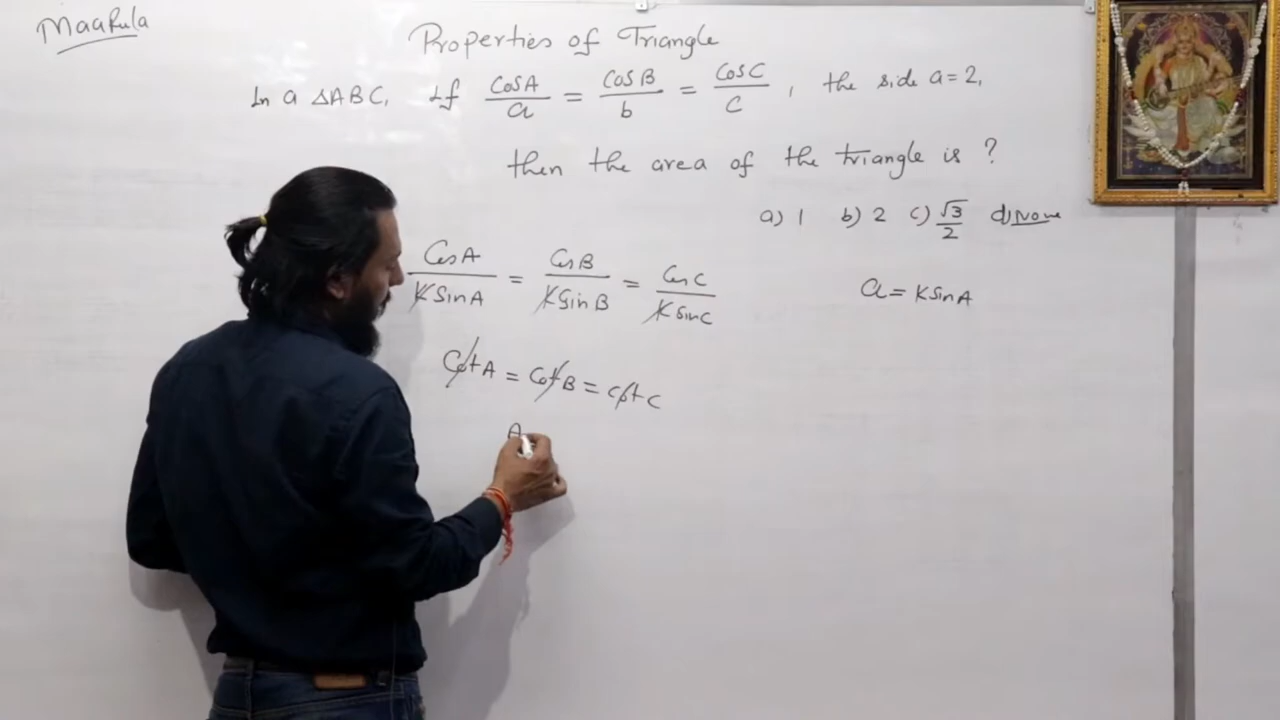 MaaRula
Properties of Triangle
In a ΔABC, If CosA/a = CosB/b = CosC/c, the side a=2,
then the area of the triangle is ?
a) 1 b) 2 c) √3/2 d) None
CosA/KSinA = CosB/KSinB = CosC/KSinC
a = KSinA
CotA = CotB = CotC
A